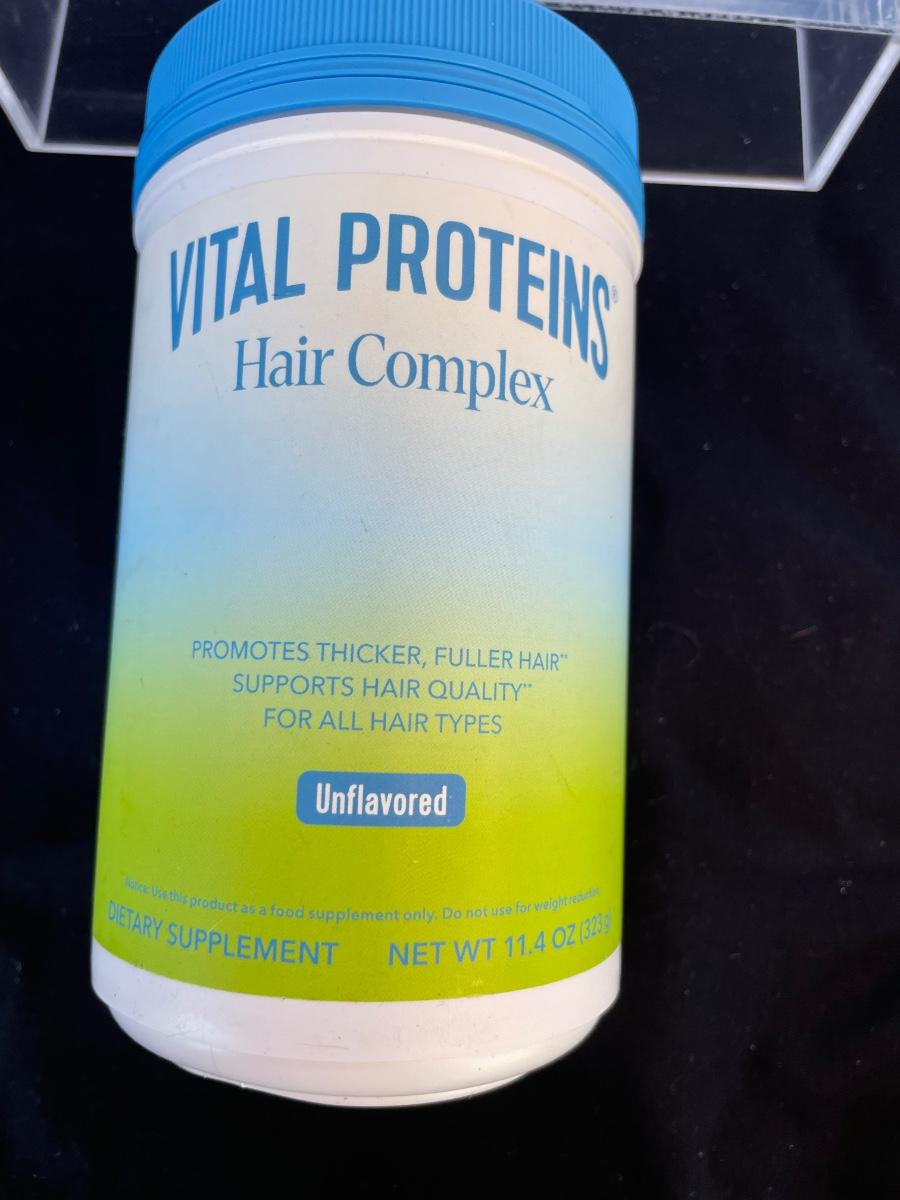 VITAL PROTEINS®
Hair Complex
PROMOTES THICKER, FULLER HAIR**
SUPPORTS HAIR QUALITY**
FOR ALL HAIR TYPES
Unflavored
Notice: Use this product as a food supplement only. Do not use for weight reduction.
DIETARY SUPPLEMENT NET WT 11.4 OZ (323 g)